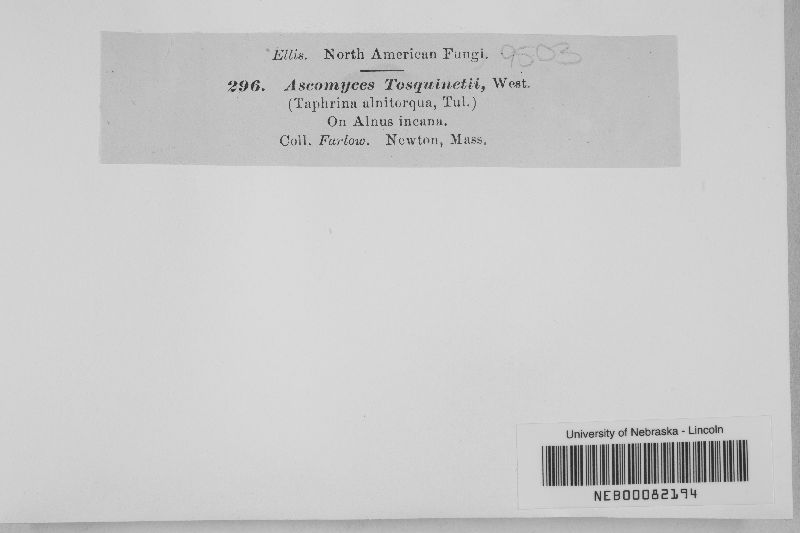 Ellis. North American Fungi. 9503
296. Ascomyces Tosquinetii, West.
(Taphrina alnitorqua, Tul.)
On Alnus incana.
Coll. Farlow. Newton, Mass.
University of Nebraska - Lincoln
NEB00082194